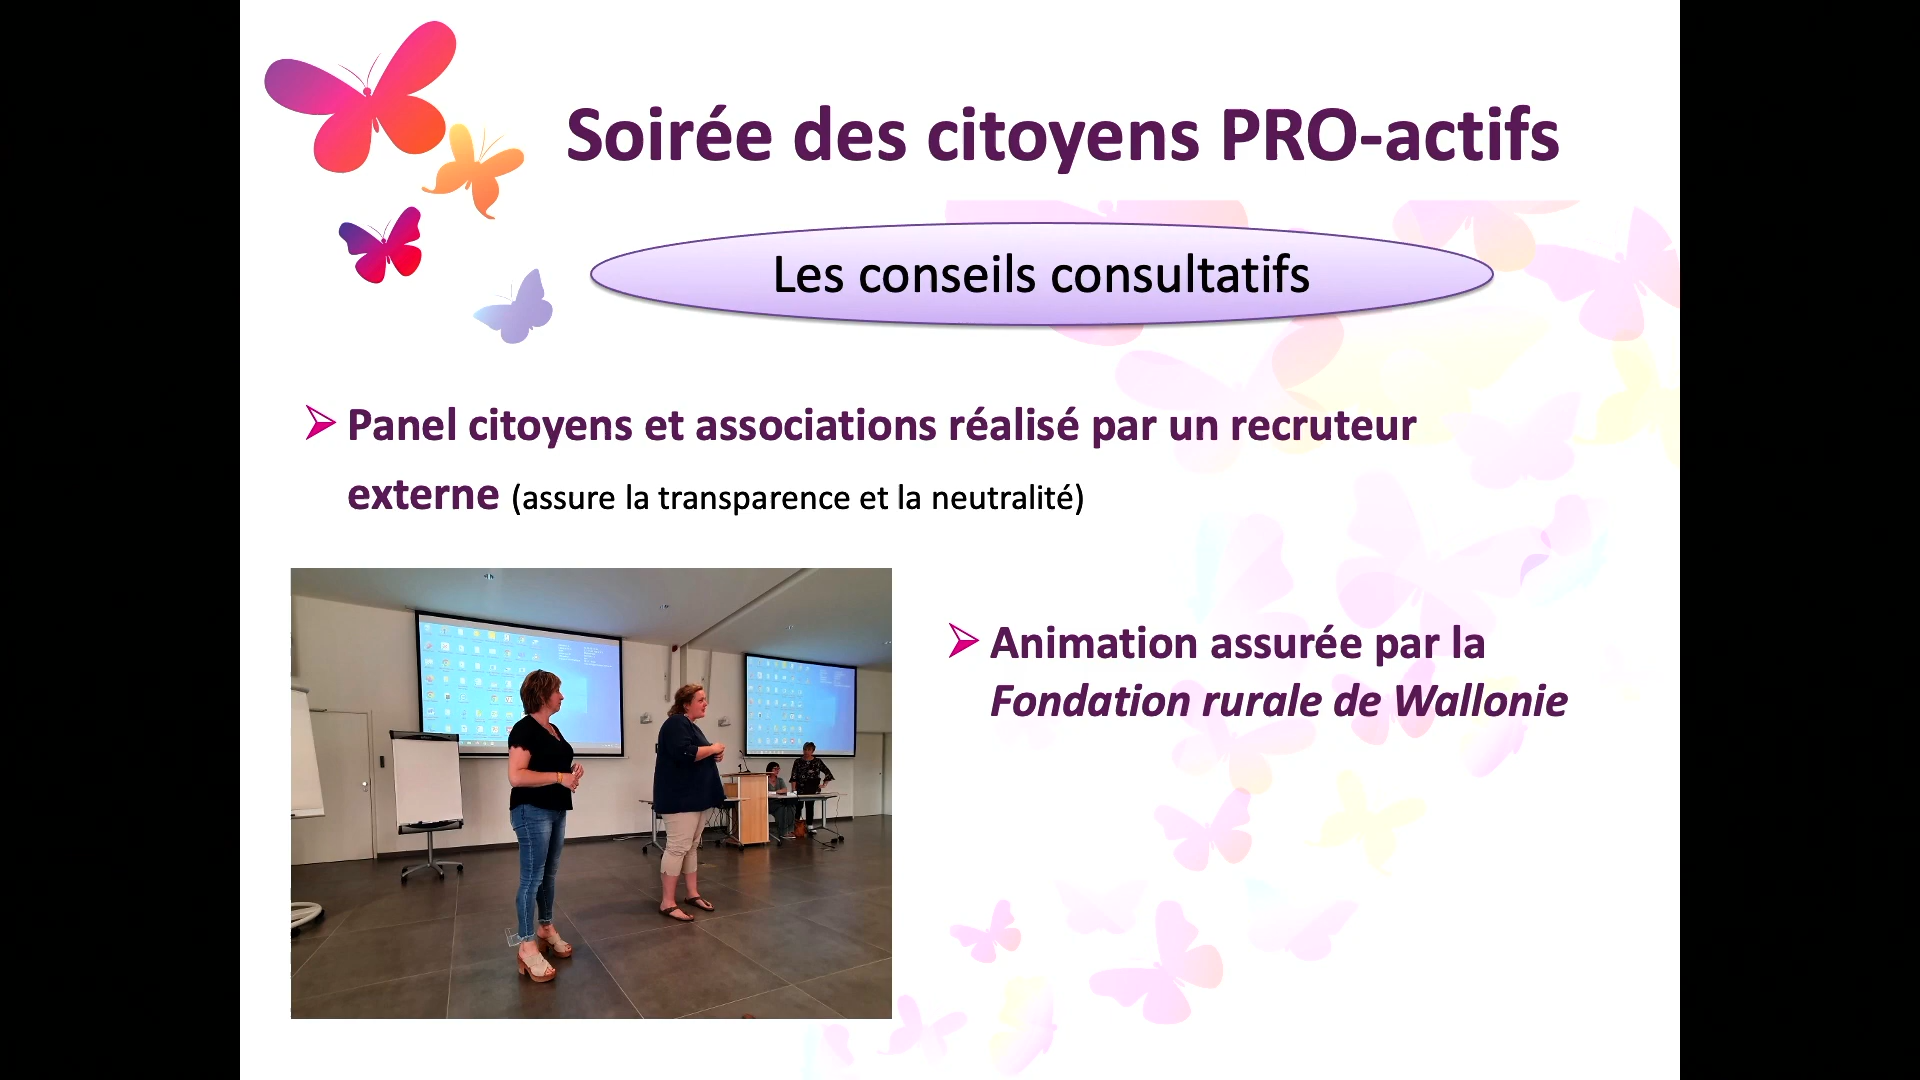 Soirée des citoyens PRO-actifs
Les conseils consultatifs
Panel citoyens et associations réalisé par un recruteur
externe (assure la transparence et la neutralité)
Animation assurée par la
Fondation rurale de Wallonie